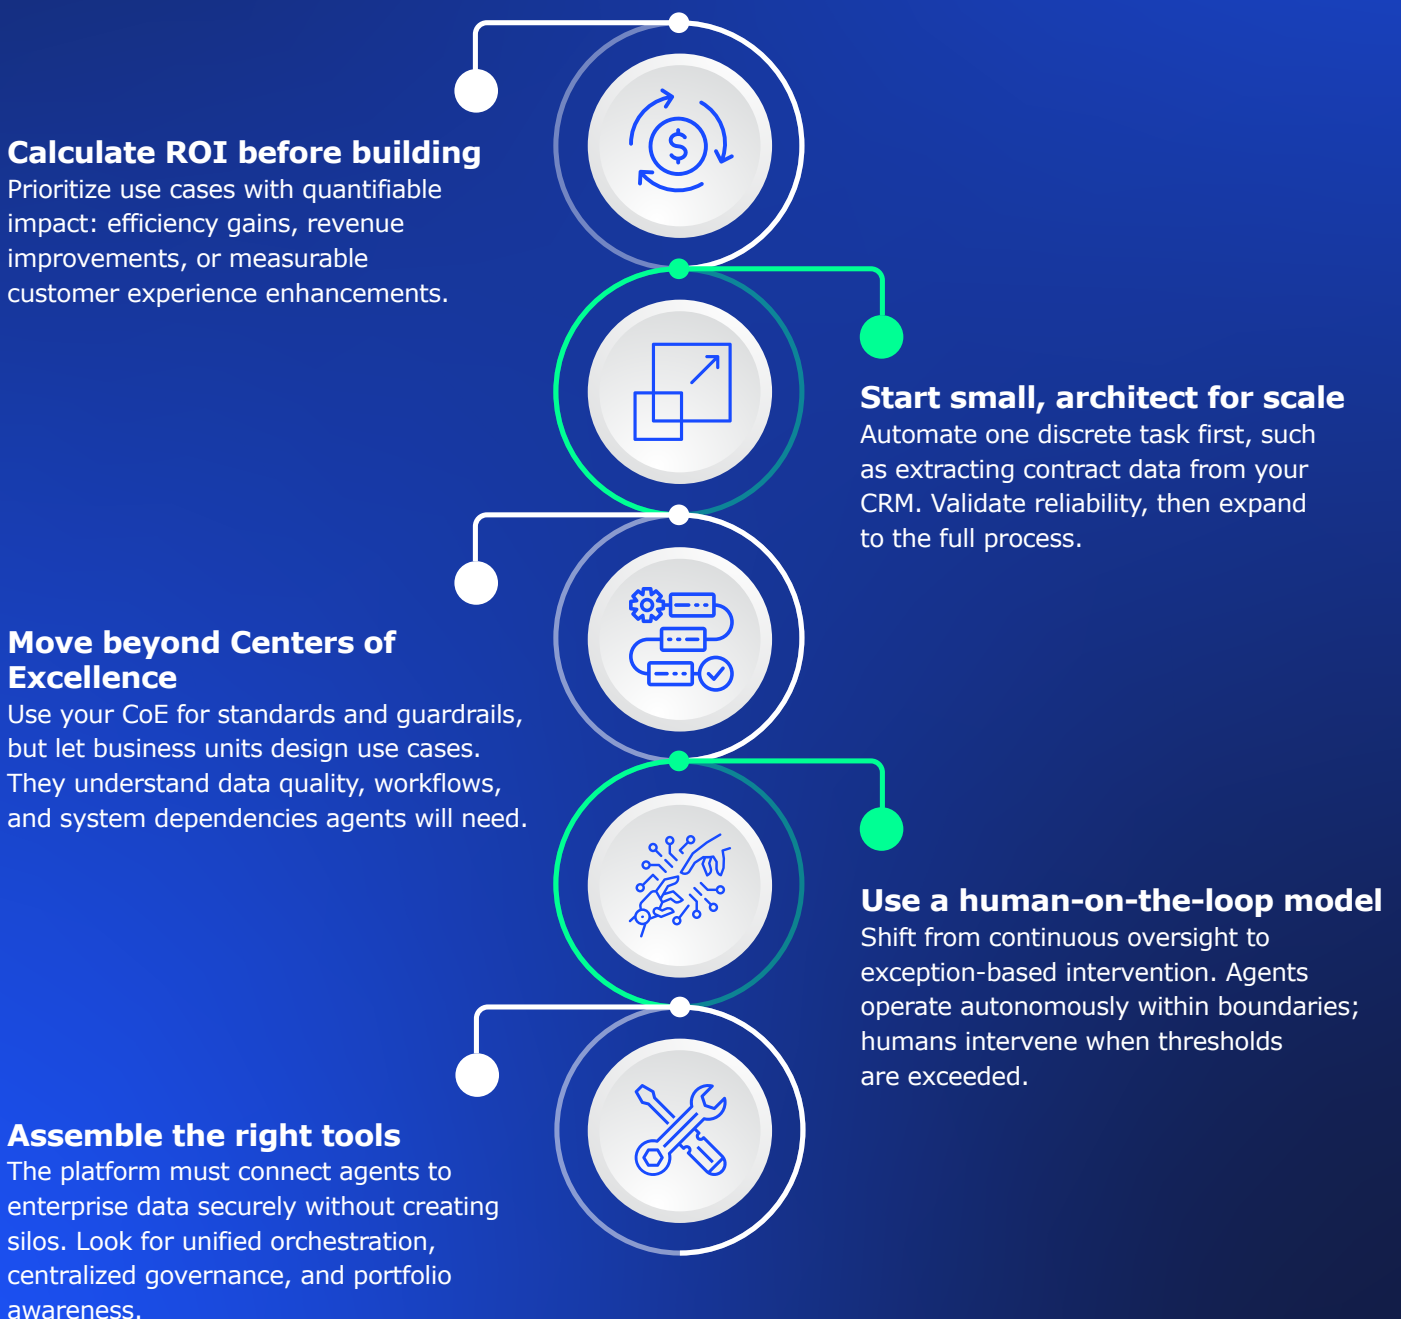 Calculate ROI before building
Prioritize use cases with quantifiable
impact: efficiency gains, revenue
improvements, or measurable
customer experience enhancements.
Start small, architect for scale
Automate one discrete task first, such
as extracting contract data from your
CRM. Validate reliability, then expand
to the full process.
Move beyond Centers of
Excellence
Use your CoE for standards and guardrails,
but let business units design use cases.
They understand data quality, workflows,
and system dependencies agents will need.
Use a human-on-the-loop model
Shift from continuous oversight to
exception-based intervention. Agents
operate autonomously within boundaries;
humans intervene when thresholds
are exceeded.
Assemble the right tools
The platform must connect agents to
enterprise data securely without creating
silos. Look for unified orchestration,
centralized governance, and portfolio
awareness.